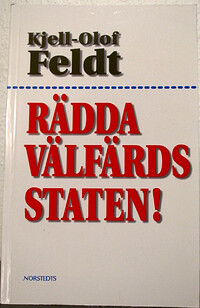 Kjell-Olof
Feldt
RÄDDA
VÄLFÄRDS
STATEN!
NORSTEDTS